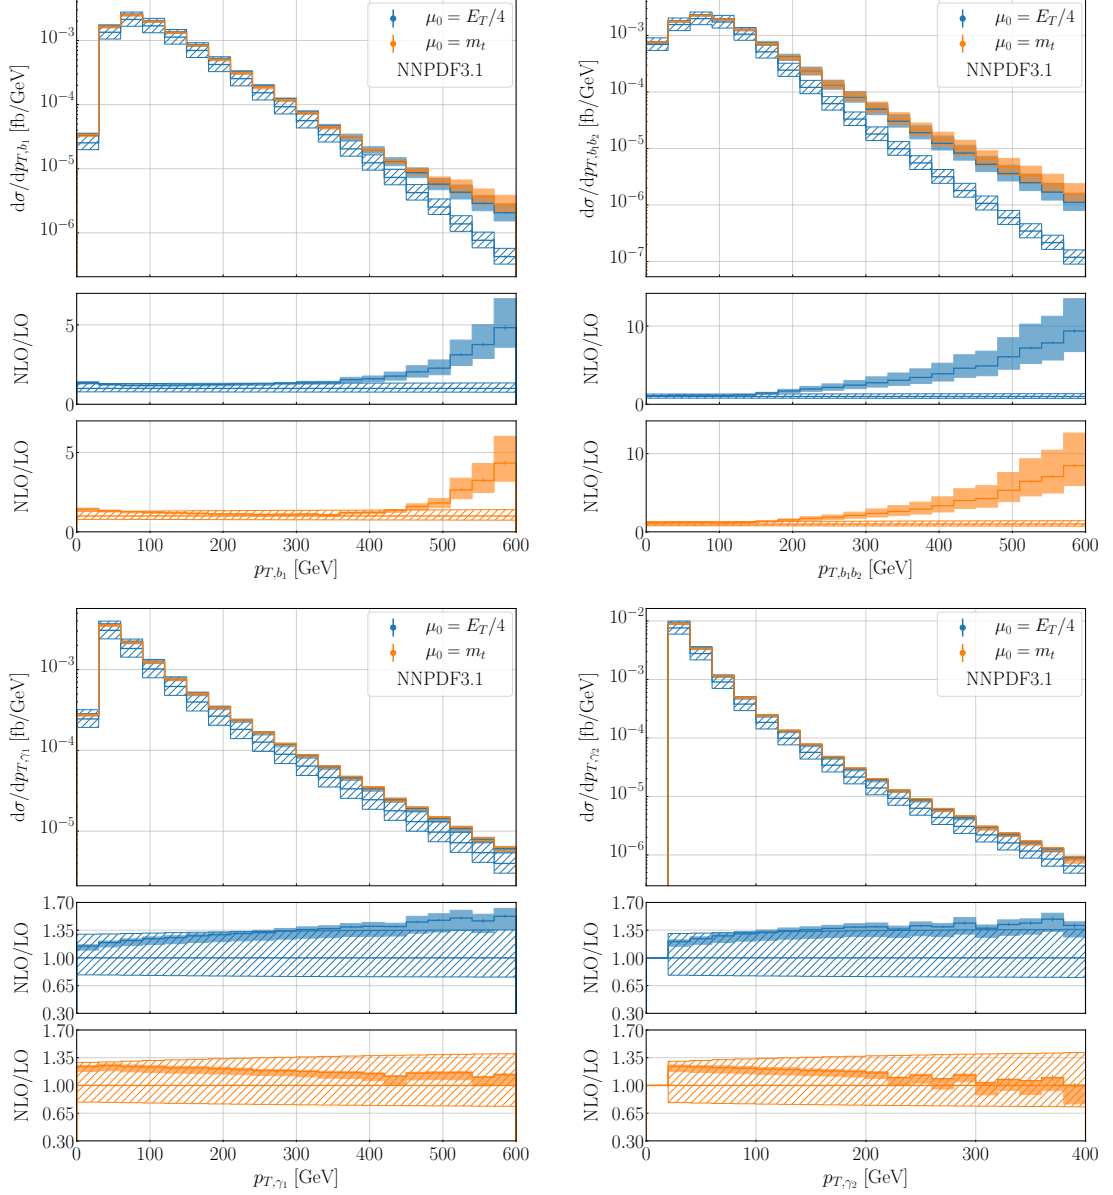 dσ/dp_{T,b_1} [fb/GeV]
10^{-3}
10^{-4}
10^{-5}
10^{-6}
μ_0 = E_T/4
μ_0 = m_t
NNPDF3.1
NLO/LO
5
0
NLO/LO
5
0
0 100 200 300 400 500 600
p_{T,b_1} [GeV]
dσ/dp_{T,b_1b_2} [fb/GeV]
10^{-3}
10^{-4}
10^{-5}
10^{-6}
10^{-7}
μ_0 = E_T/4
μ_0 = m_t
NNPDF3.1
NLO/LO
10
0
NLO/LO
10
0
0 100 200 300 400 500 600
p_{T,b_1b_2} [GeV]
dσ/dp_{T,γ_1} [fb/GeV]
10^{-3}
10^{-4}
10^{-5}
μ_0 = E_T/4
μ_0 = m_t
NNPDF3.1
NLO/LO
1.70
1.35
1.00
0.65
0.30
NLO/LO
1.70
1.35
1.00
0.65
0.30
0 100 200 300 400 500 600
p_{T,γ_1} [GeV]
dσ/dp_{T,γ_2} [fb/GeV]
10^{-2}
10^{-3}
10^{-4}
10^{-5}
10^{-6}
μ_0 = E_T/4
μ_0 = m_t
NNPDF3.1
NLO/LO
1.70
1.35
1.00
0.65
0.30
NLO/LO
1.70
1.35
1.00
0.65
0.30
0 100 200 300 400
p_{T,γ_2} [GeV]